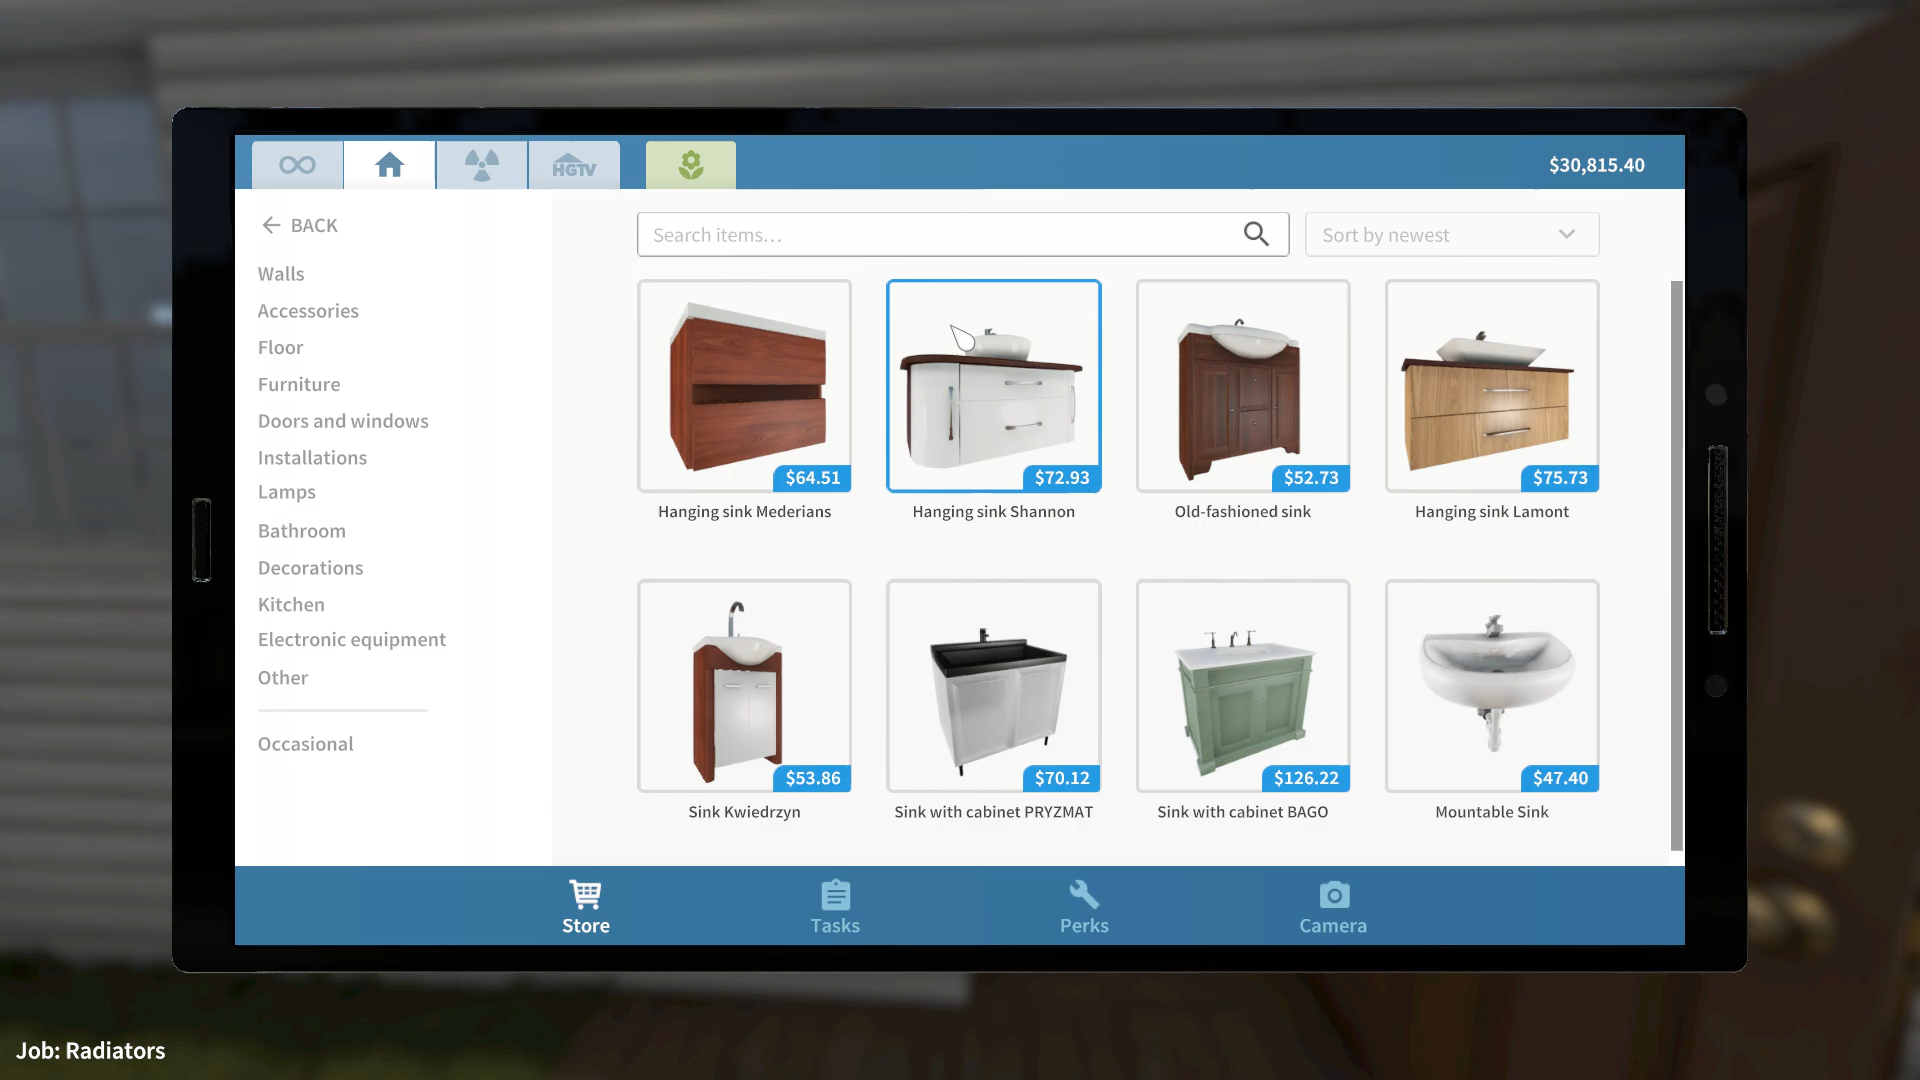 HGTV
$30,815.40
BACK
Search items...
Sort by newest
Walls
Accessories
Floor
Furniture
Doors and windows
Installations
Lamps
Bathroom
Decorations
Kitchen
Electronic equipment
Other
Occasional
$64.51
$72.93
$52.73
$75.73
Hanging sink Mederians
Hanging sink Shannon
Old-fashioned sink
Hanging sink Lamont
$53.86
$70.12
$126.22
$47.40
Sink Kwiedrzyn
Sink with cabinet PRYZMAT
Sink with cabinet BAGO
Mountable Sink
Store
Tasks
Perks
Camera
Job: Radiators